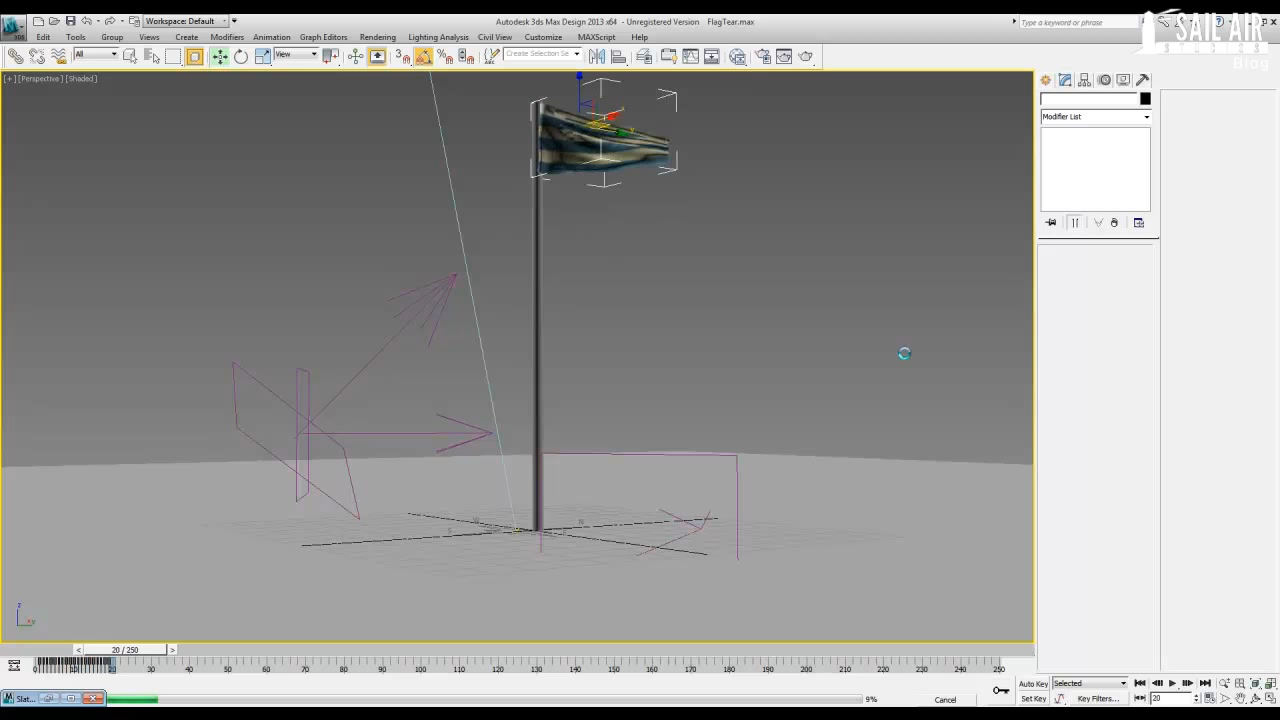 Workspace: Default
Autodesk 3ds Max Design 2013 x64 - Unregistered Version FlagTear.max
Type a keyword or phrase
SAIL AIR
STUDIOS
Blog
Edit Tools Group Views Create Modifiers Animation Graph Editors Rendering Lighting Analysis Civil View Customize MAXScript Help
All
View
Create Selection Se
[+] [Perspective] [Shaded]
Modifier List
20 / 250
0 10 20 30 40 50 60 70 80 90 100 110 120 130 140 150 160 170 180 190 200 210 220 230 240 250
Auto Key Selected
Set Key Key Filters... 20
Slat...
9%
Cancel